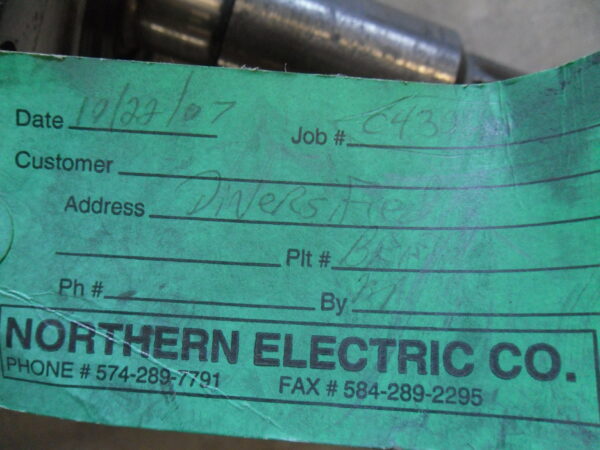 Date 10/22/07 Job #
Customer
Address Diversified
Plt #
Ph # By
NORTHERN ELECTRIC CO.
PHONE # 574-289-7791 FAX # 584-289-2295